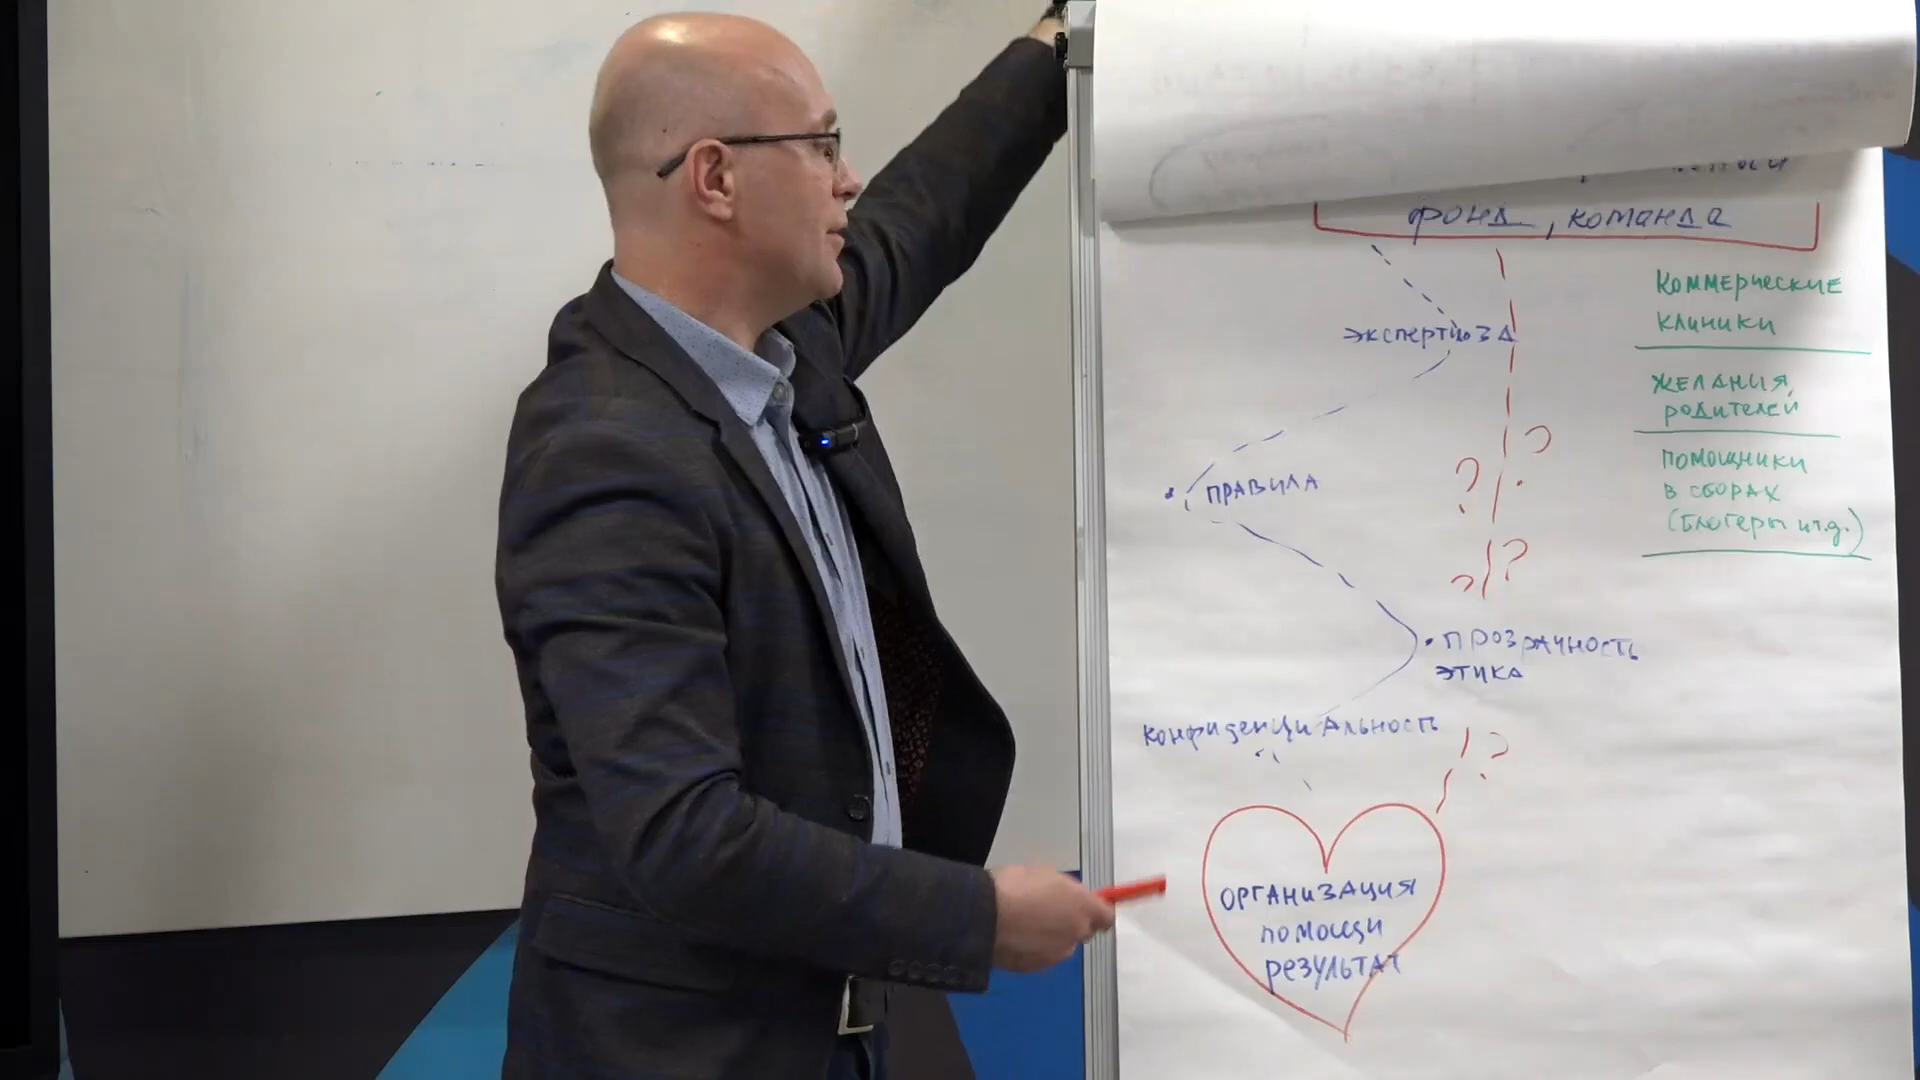 фонд, команда
экспертиза
Коммерческие
клиники
желания
родителей
помощники
в сборах
(блогеры и т.д.)
? ?
правила
? ?
• прозрачность
этика
конфиденциальность
?
организация
помощи
результат